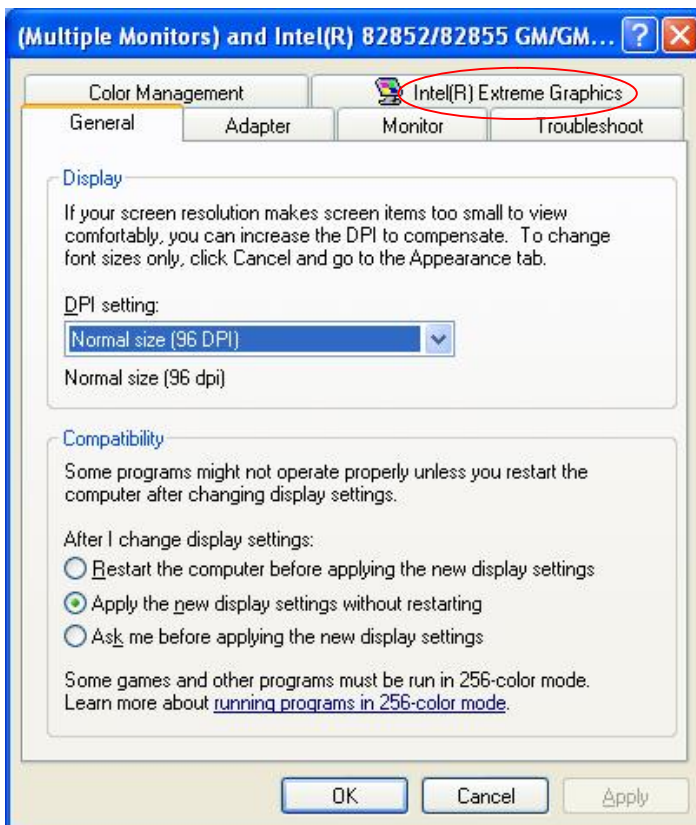 (Multiple Monitors) and Intel(R) 82852/82855 GM/GM...
Color Management
Intel(R) Extreme Graphics
General
Adapter
Monitor
Troubleshoot
Display
If your screen resolution makes screen items too small to view
comfortably, you can increase the DPI to compensate. To change
font sizes only, click Cancel and go to the Appearance tab.
DPI setting:
Normal size (96 DPI)
Normal size (96 dpi)
Compatibility
Some programs might not operate properly unless you restart the
computer after changing display settings.
After I change display settings:
Restart the computer before applying the new display settings
Apply the new display settings without restarting
Ask me before applying the new display settings
Some games and other programs must be run in 256-color mode.
Learn more about running programs in 256-color mode.
OK
Cancel
Apply